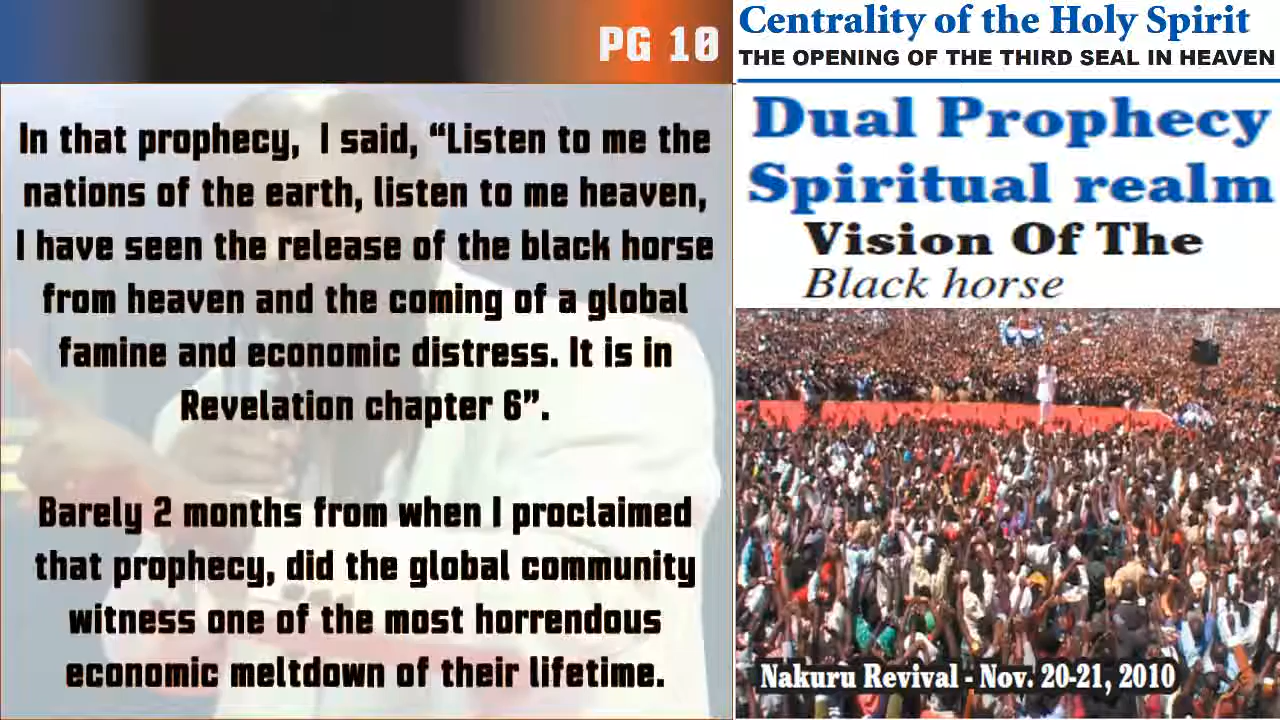 PG 10
In that prophecy, I said, “Listen to me the
nations of the earth, listen to me heaven,
I have seen the release of the black horse
from heaven and the coming of a global
famine and economic distress. It is in
Revelation chapter 6”.
Barely 2 months from when I proclaimed
that prophecy, did the global community
witness one of the most horrendous
economic meltdown of their lifetime.
Centrality of the Holy Spirit
THE OPENING OF THE THIRD SEAL IN HEAVEN
Dual Prophecy
Spiritual realm
Vision Of The
Black horse
Nakuru Revival - Nov. 20-21, 2010